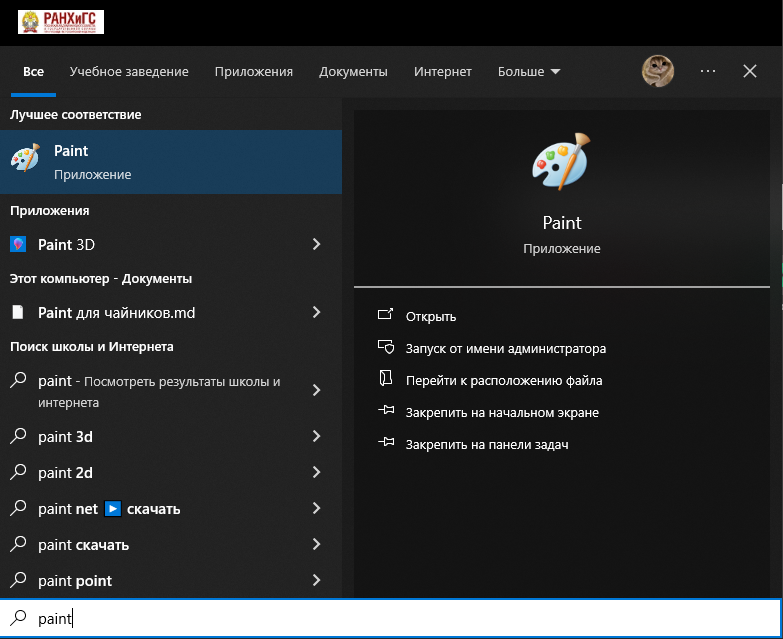 РАНХиГС
Все
Учебное заведение
Приложения
Документы
Интернет
Больше
Лучшее соответствие
Paint
Приложение
Приложения
Paint 3D
Этот компьютер - Документы
Paint для чайников.md
Поиск школы и Интернета
paint - Посмотреть результаты школы и
интернета
paint 3d
paint 2d
paint net ▶ скачать
paint скачать
paint point
Paint
Приложение
Открыть
Запуск от имени администратора
Перейти к расположению файла
Закрепить на начальном экране
Закрепить на панели задач
paint